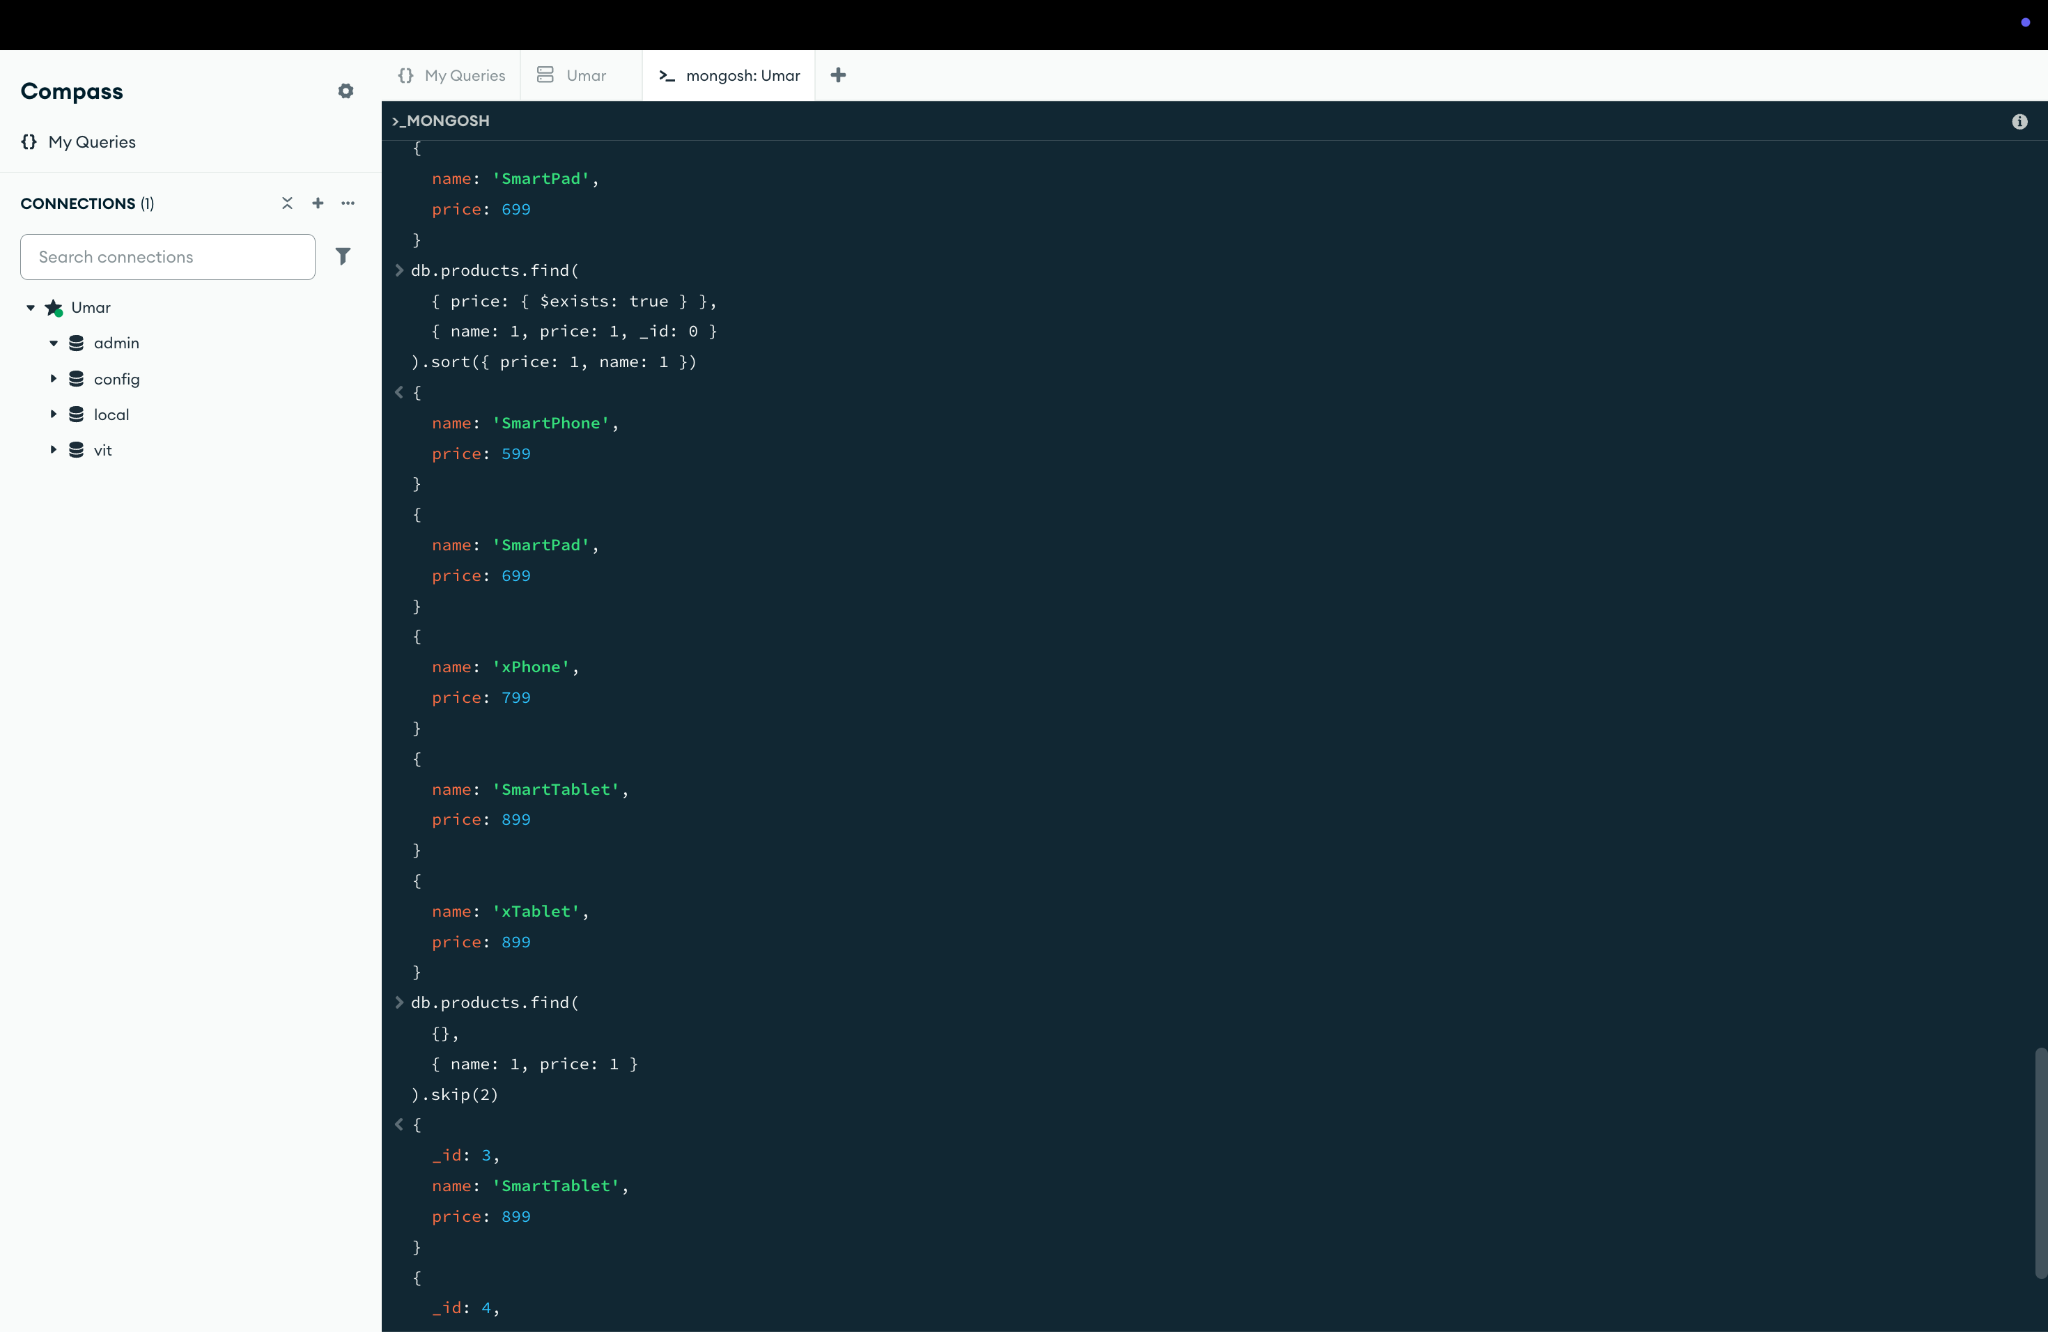 Compass
{} My Queries
CONNECTIONS (1)
Search connections
Umar
admin
config
local
vit
{} My Queries
Umar
>_ mongosh: Umar
>_MONGOSH
{
name: 'SmartPad',
price: 699
}
db.products.find(
{ price: { $exists: true } },
{ name: 1, price: 1, _id: 0 }
).sort({ price: 1, name: 1 })
{
name: 'SmartPhone',
price: 599
}
{
name: 'SmartPad',
price: 699
}
{
name: 'xPhone',
price: 799
}
{
name: 'SmartTablet',
price: 899
}
{
name: 'xTablet',
price: 899
}
db.products.find(
{},
{ name: 1, price: 1 }
).skip(2)
{
_id: 3,
name: 'SmartTablet',
price: 899
}
{
_id: 4,